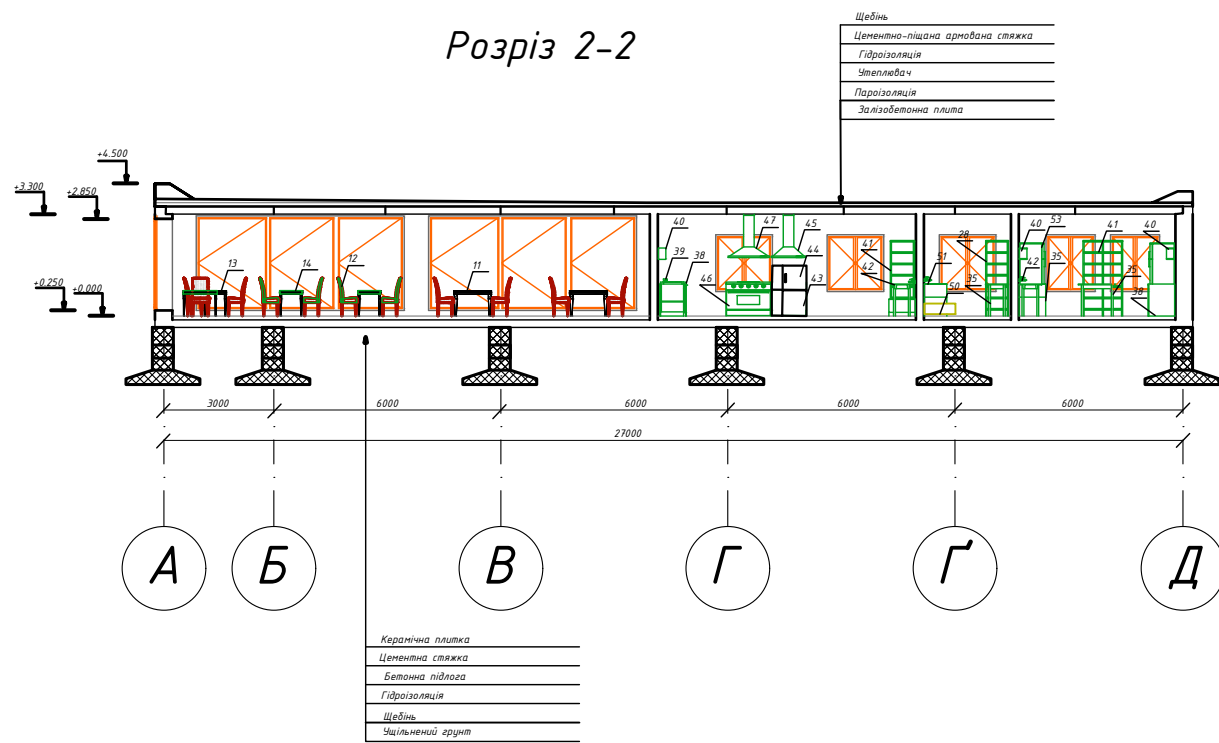 Розріз 2-2
Щебінь
Цементно-піщана армована стяжка
Гідроізоляція
Утеплювач
Пароізоляція
Залізобетонна плита
+4.500
+3.300
+2.850
+0.250
+0.000
13
14
12
11
40
39
38
46
47
45
44
43
41
42
51
50
28
35
40
53
42
35
41
35
40
38
3000
6000
6000
6000
6000
27000
А
Б
В
Г
Ґ
Д
Керамічна плитка
Цементна стяжка
Бетонна підлога
Гідроізоляція
Щебінь
Ущільнений грунт